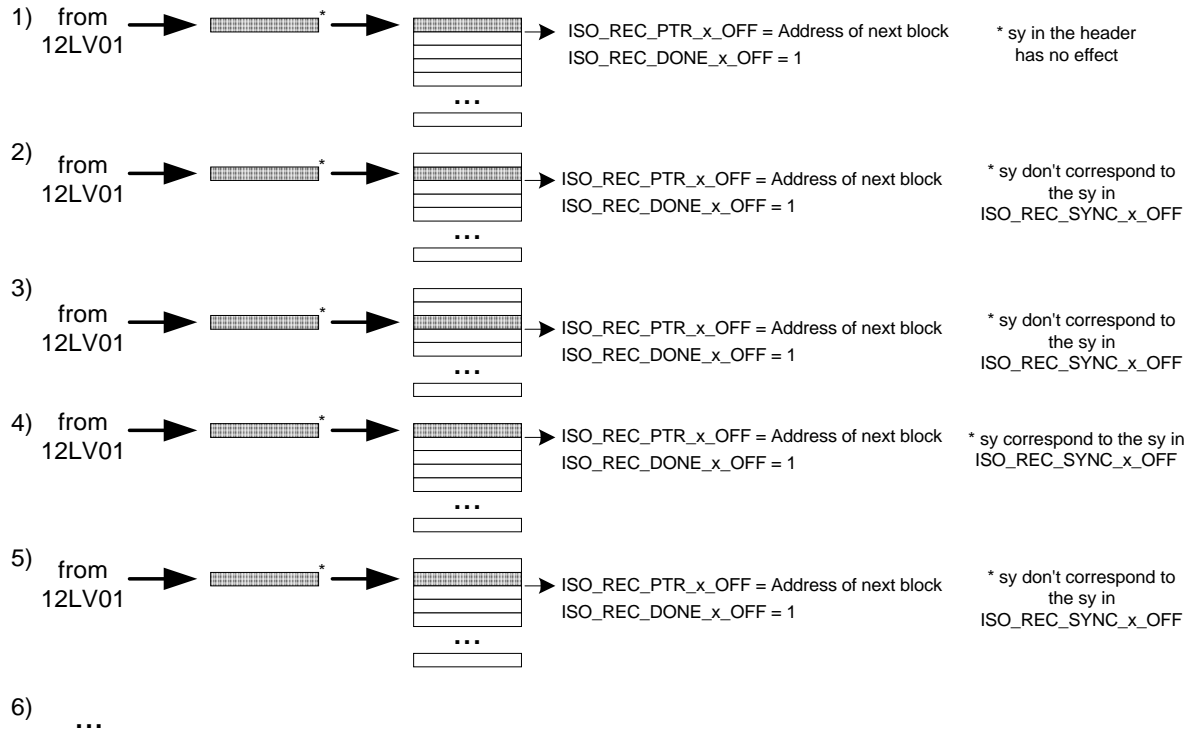 1) from
12LV01
*
ISO_REC_PTR_x_OFF = Address of next block
ISO_REC_DONE_x_OFF = 1
* sy in the header
has no effect
...
2) from
12LV01
*
ISO_REC_PTR_x_OFF = Address of next block
ISO_REC_DONE_x_OFF = 1
* sy don't correspond to
the sy in
ISO_REC_SYNC_x_OFF
...
3) from
12LV01
*
ISO_REC_PTR_x_OFF = Address of next block
ISO_REC_DONE_x_OFF = 1
* sy don't correspond to
the sy in
ISO_REC_SYNC_x_OFF
...
4) from
12LV01
*
ISO_REC_PTR_x_OFF = Address of next block
ISO_REC_DONE_x_OFF = 1
* sy correspond to the sy in
ISO_REC_SYNC_x_OFF
...
5) from
12LV01
*
ISO_REC_PTR_x_OFF = Address of next block
ISO_REC_DONE_x_OFF = 1
* sy don't correspond to
the sy in
ISO_REC_SYNC_x_OFF
...
6) ...